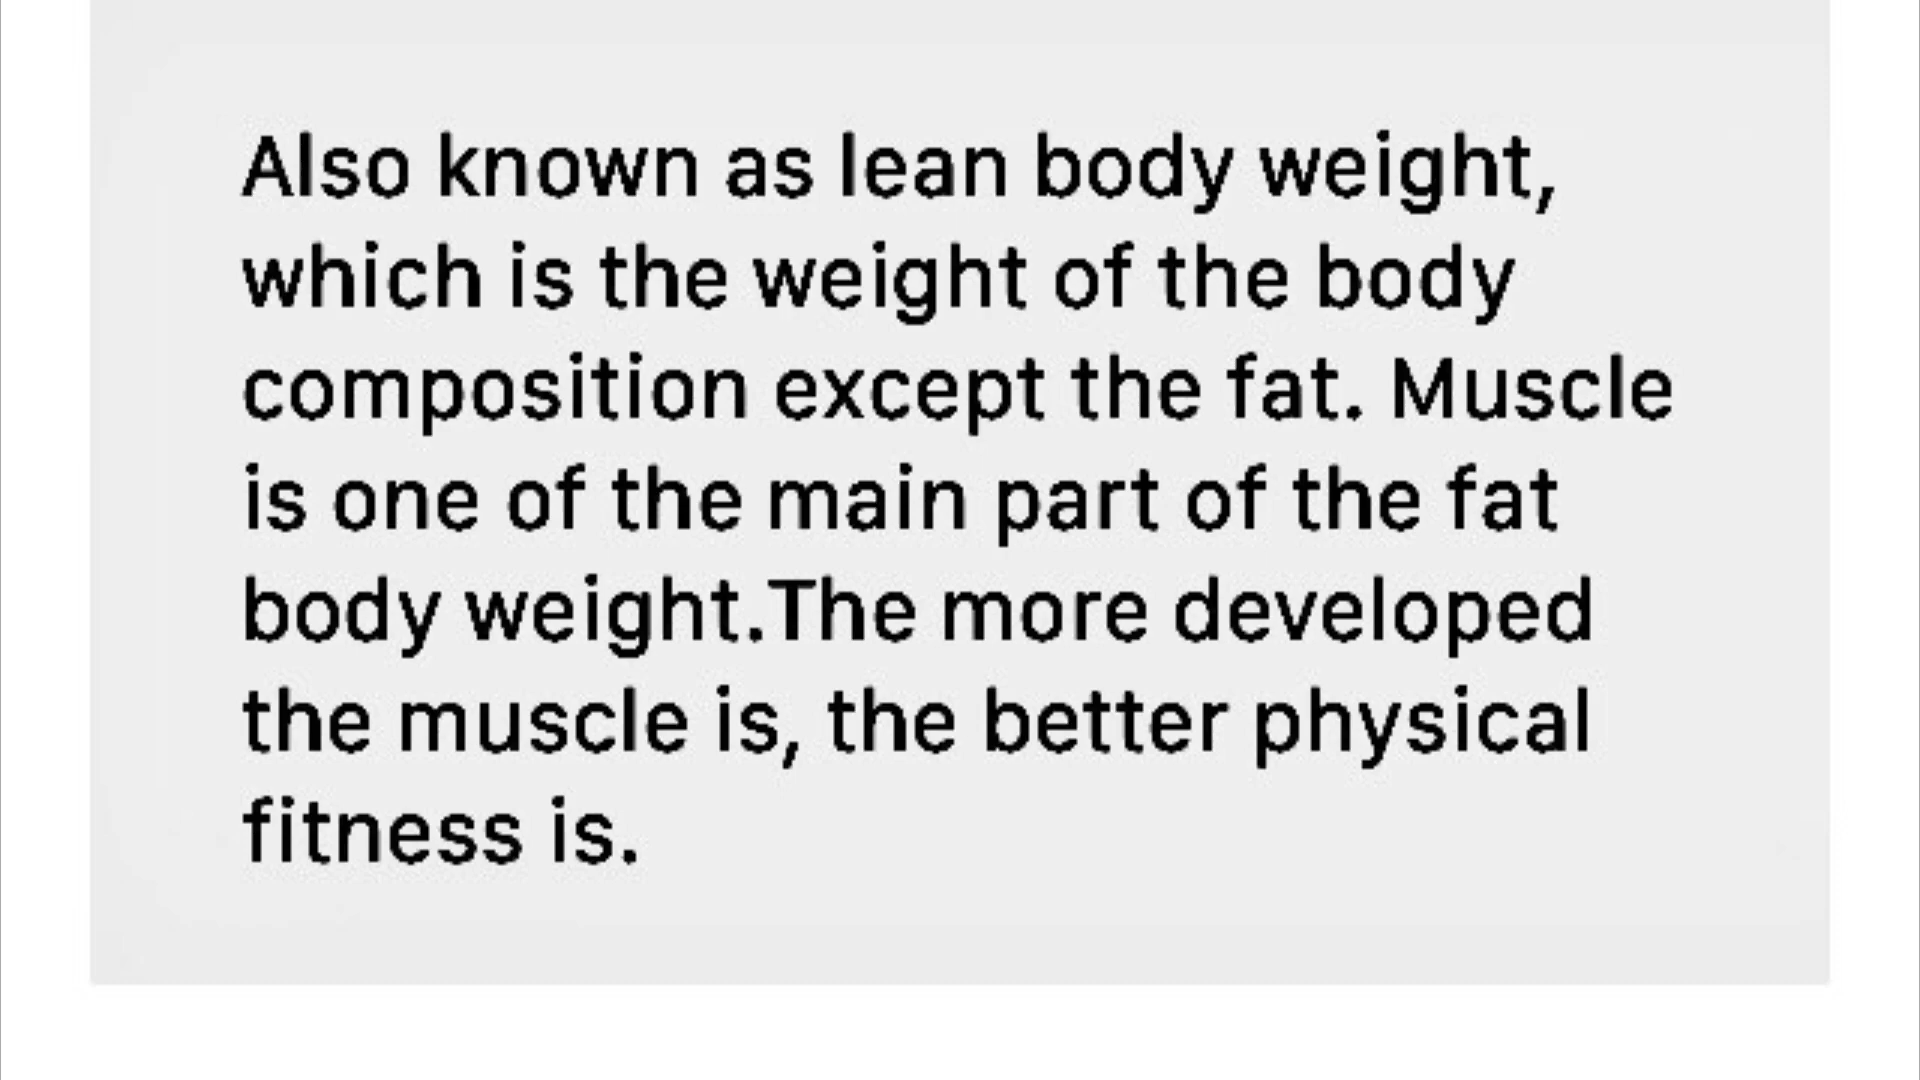 Also known as lean body weight,
which is the weight of the body
composition except the fat. Muscle
is one of the main part of the fat
body weight.The more developed
the muscle is, the better physical
fitness is.